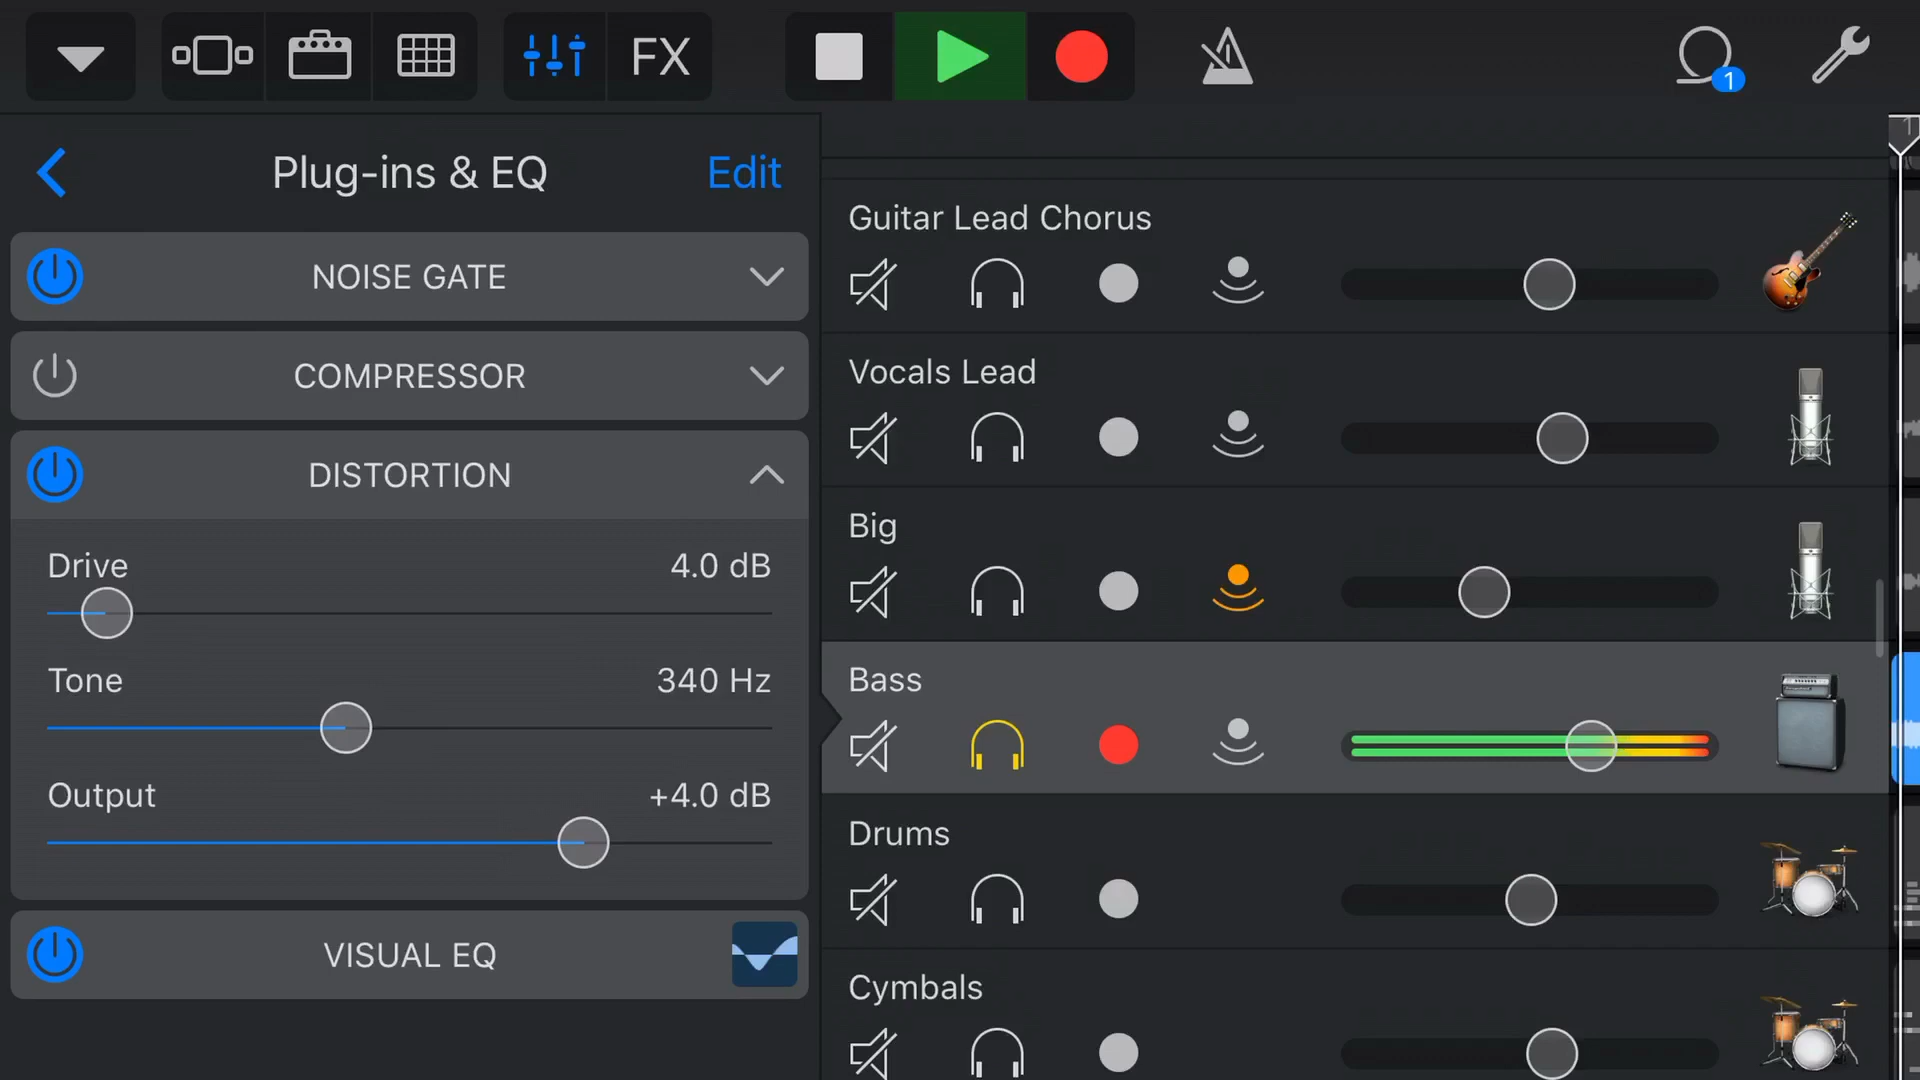 FX
1
Plug-ins & EQ
Edit
NOISE GATE
COMPRESSOR
DISTORTION
Drive
4.0 dB
Tone
340 Hz
Output
+4.0 dB
VISUAL EQ
Guitar Lead Chorus
Vocals Lead
Big
Bass
Drums
Cymbals
1